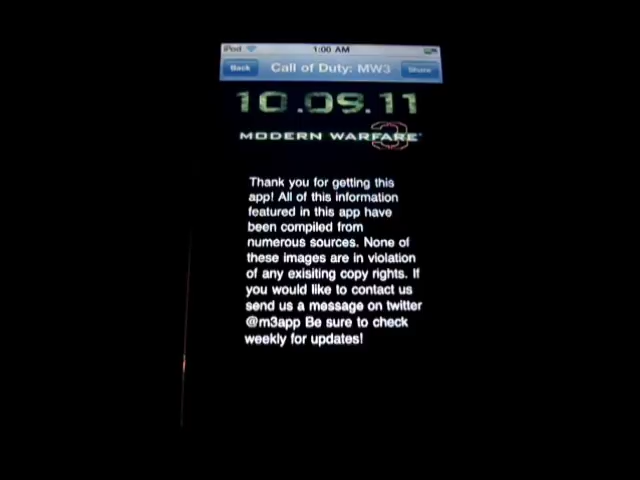 iPod 1:00 AM
Back Call of Duty: MW3 Share
10.09.11
MODERN WARFARE 3
Thank you for getting this
app! All of this information
featured in this app have
been compiled from
numerous sources. None of
these images are in violation
of any exisiting copy rights. If
you would like to contact us
send us a message on twitter
@m3app Be sure to check
weekly for updates!